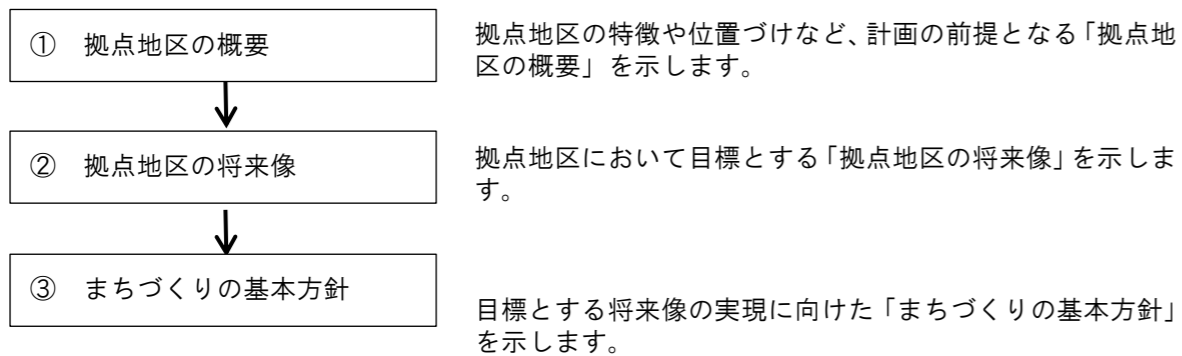 ① 拠点地区の概要
拠点地区の特徴や位置づけなど、計画の前提となる「拠点地
区の概要」を示します。
② 拠点地区の将来像
拠点地区において目標とする「拠点地区の将来像」を示しま
す。
③ まちづくりの基本方針
目標とする将来像の実現に向けた「まちづくりの基本方針」
を示します。